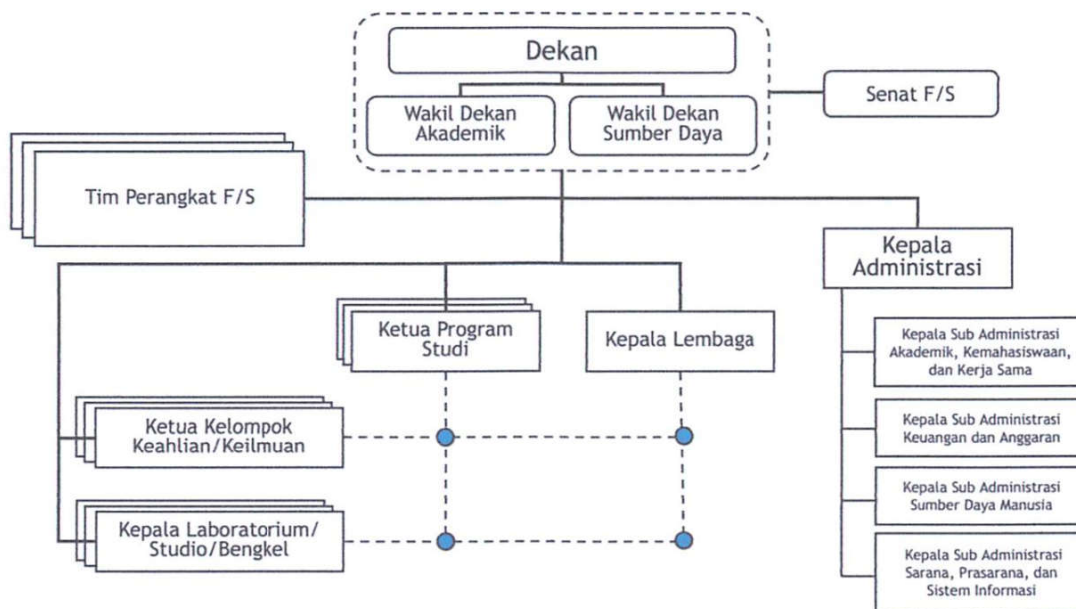 Dekan
Wakil Dekan
Akademik
Wakil Dekan
Sumber Daya
Senat F/S
Tim Perangkat F/S
Kepala
Administrasi
Ketua Program
Studi
Kepala Lembaga
Kepala Sub Administrasi
Akademik, Kemahasiswaan,
dan Kerja Sama
Ketua Kelompok
Keahlian/Keilmuan
Kepala Sub Administrasi
Keuangan dan Anggaran
Kepala Sub Administrasi
Sumber Daya Manusia
Kepala Laboratorium/
Studio/Bengkel
Kepala Sub Administrasi
Sarana, Prasarana, dan
Sistem Informasi